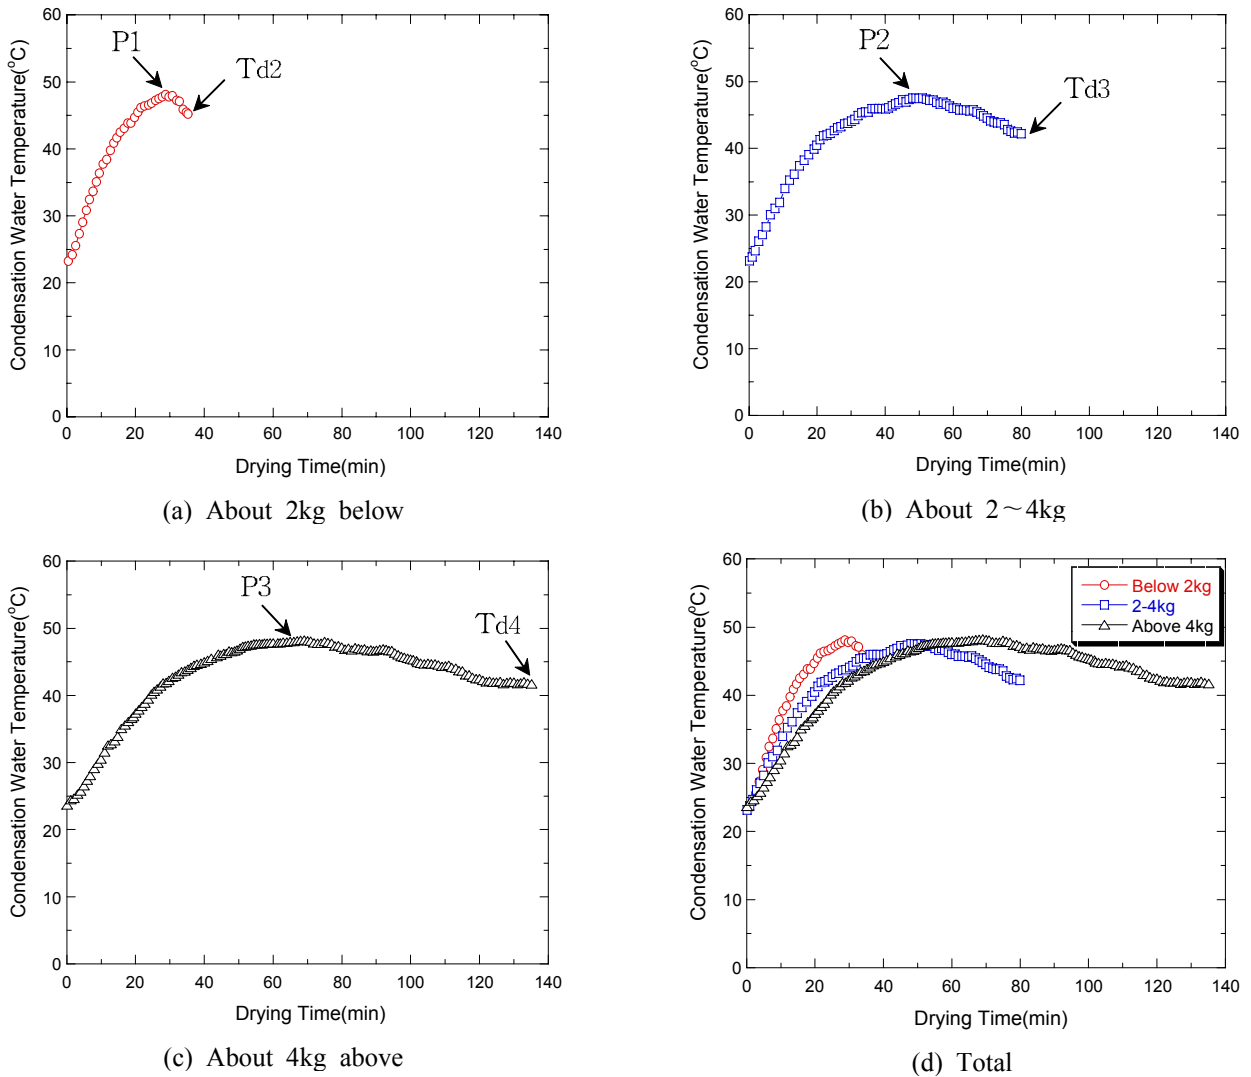 60
50
40
30
20
10
0
Condensation Water Temperature(°C)
P1
Td2
0 20 40 60 80 100 120 140
Drying Time(min)
(a) About 2kg below
60
50
40
30
20
10
0
Condensation Water Temperature(°C)
P2
Td3
0 20 40 60 80 100 120 140
Drying Time(min)
(b) About 2~4kg
60
50
40
30
20
10
0
Condensation Water Temperature(°C)
P3
Td4
0 20 40 60 80 100 120 140
Drying Time(min)
(c) About 4kg above
60
50
40
30
20
10
0
Condensation Water Temperature(°C)
Below 2kg
2-4kg
Above 4kg
0 20 40 60 80 100 120 140
Drying Time(min)
(d) Total